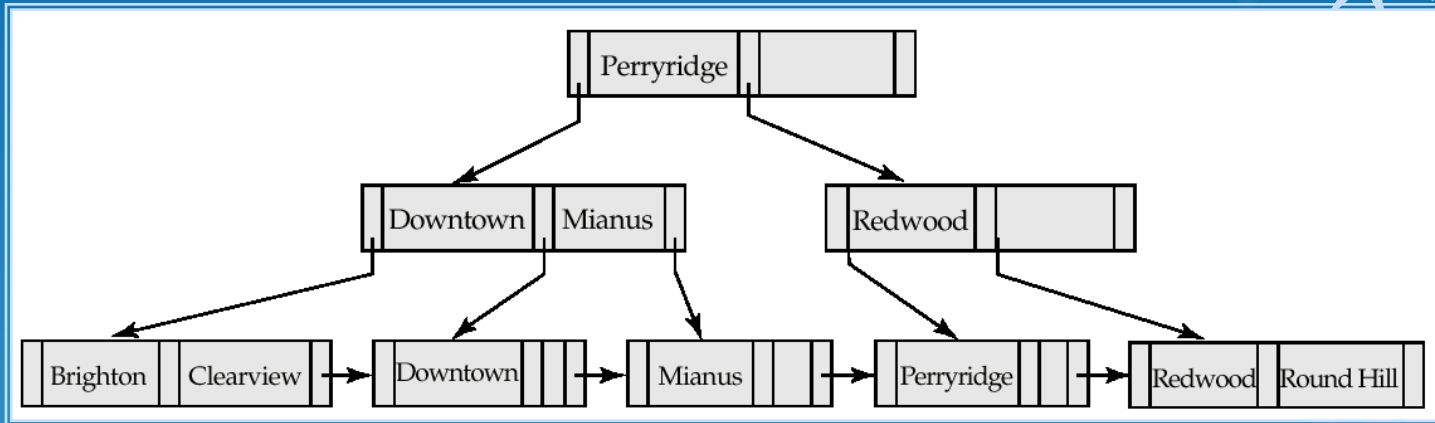 Perryridge
Downtown Mianus
Redwood
Brighton Clearview
Downtown
Mianus
Perryridge
Redwood Round Hill